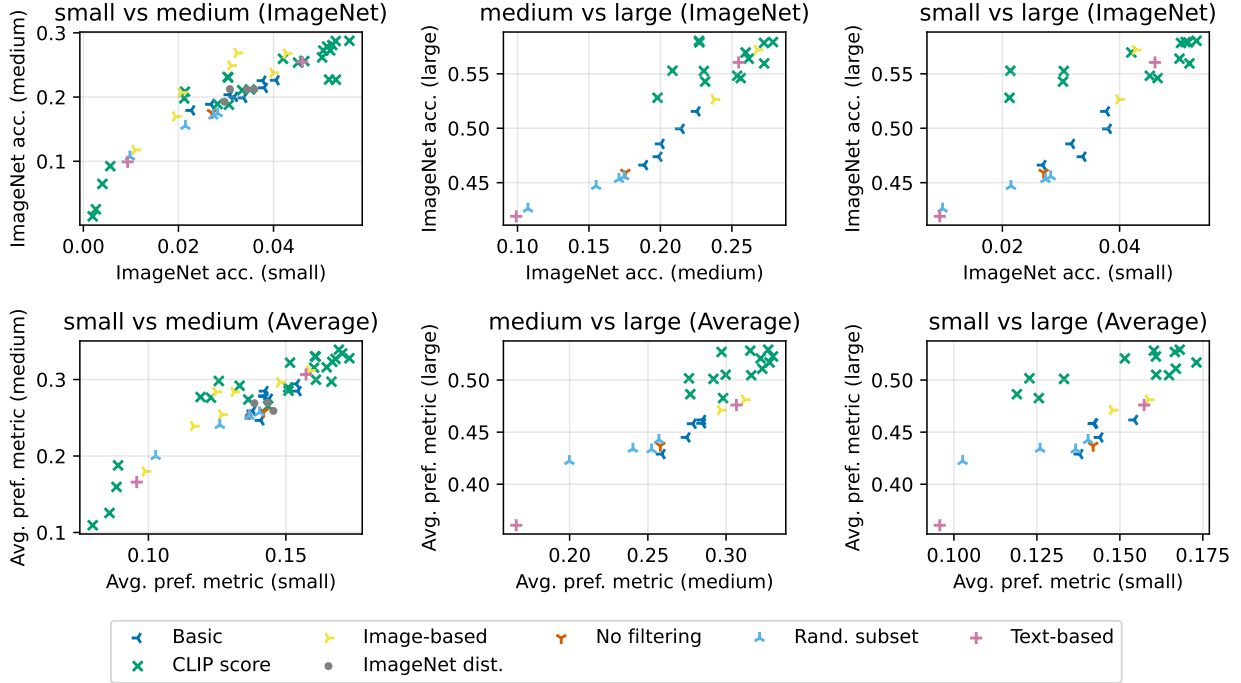 small vs medium (ImageNet)
medium vs large (ImageNet)
small vs large (ImageNet)
ImageNet acc. (medium)
0.3
0.2
0.1
0.00 0.02 0.04
ImageNet acc. (small)
ImageNet acc. (large)
0.55
0.50
0.45
0.10 0.15 0.20 0.25
ImageNet acc. (medium)
ImageNet acc. (large)
0.55
0.50
0.45
0.02 0.04
ImageNet acc. (small)
small vs medium (Average)
medium vs large (Average)
small vs large (Average)
Avg. pref. metric (medium)
0.3
0.2
0.1
0.10 0.15
Avg. pref. metric (small)
Avg. pref. metric (large)
0.50
0.45
0.40
0.20 0.25 0.30
Avg. pref. metric (medium)
Avg. pref. metric (large)
0.50
0.45
0.40
0.100 0.125 0.150 0.175
Avg. pref. metric (small)
Basic Image-based No filtering Rand. subset Text-based
CLIP score ImageNet dist.